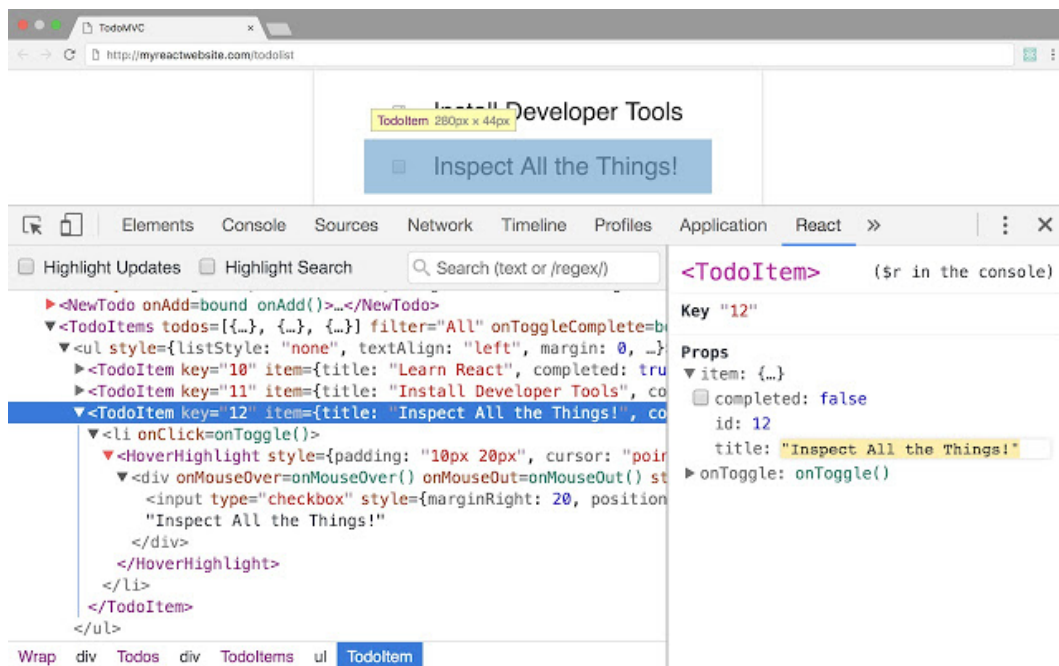 TodoMVC ×
http://myreactwebsite.com/todolist
Developer Tools
TodoItem 280px x 44px
Inspect All the Things!
Elements Console Sources Network Timeline Profiles Application React »
Highlight Updates Highlight Search Search (text or /regex/)
▶<NewTodo onAdd=bound onAdd()>…</NewTodo>
▼<TodoItems todos=[{…}, {…}, {…}] filter="All" onToggleComplete=
▼<ul style={listStyle: "none", textAlign: "left", margin: 0, …}
▶<TodoItem key="10" item={title: "Learn React", completed: tru
▶<TodoItem key="11" item={title: "Install Developer Tools", co
▼<TodoItem key="12" item={title: "Inspect All the Things!", co
▼<li onClick=onToggle()>
▼<HoverHighlight style={padding: "10px 20px", cursor: "poin
▼<div onMouseOver=onMouseOver() onMouseOut=onMouseOut() st
<input type="checkbox" style={marginRight: 20, position
"Inspect All the Things!"
</div>
</HoverHighlight>
</li>
</TodoItem>
</ul>
Wrap div Todos div TodoItems ul TodoItem
<TodoItem> ($r in the console)
Key "12"
Props
▼item: {…}
completed: false
id: 12
title: "Inspect All the Things!"
▶onToggle: onToggle()